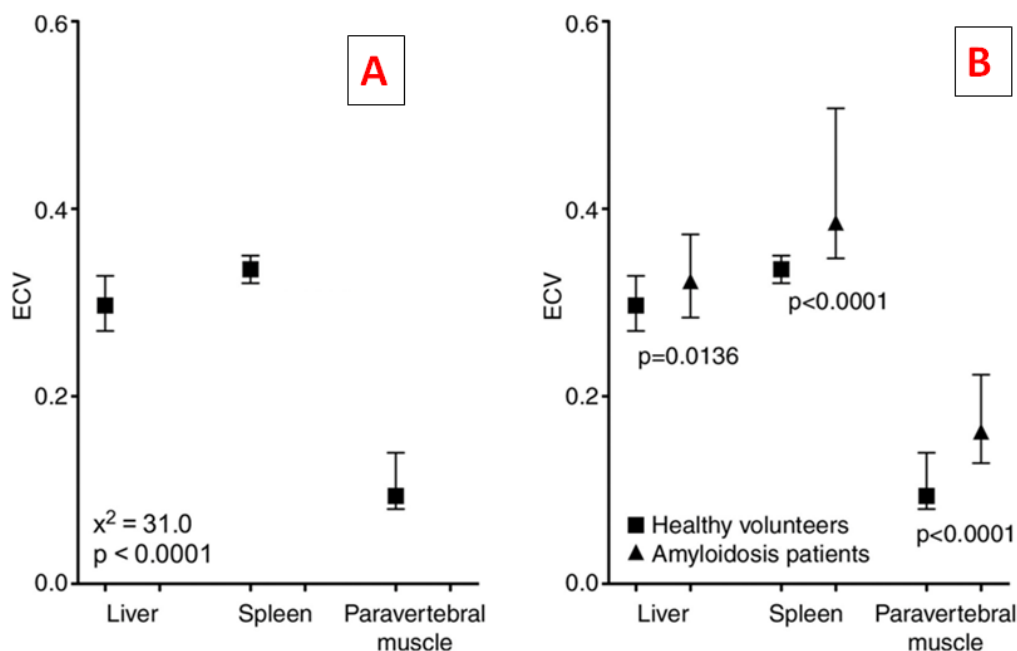 A
0.6
0.4
0.2
0.0
ECV
x² = 31.0
p < 0.0001
Liver
Spleen
Paravertebral
muscle
B
0.6
0.4
0.2
0.0
ECV
p=0.0136
p<0.0001
p<0.0001
Healthy volunteers
Amyloidosis patients
Liver
Spleen
Paravertebral
muscle